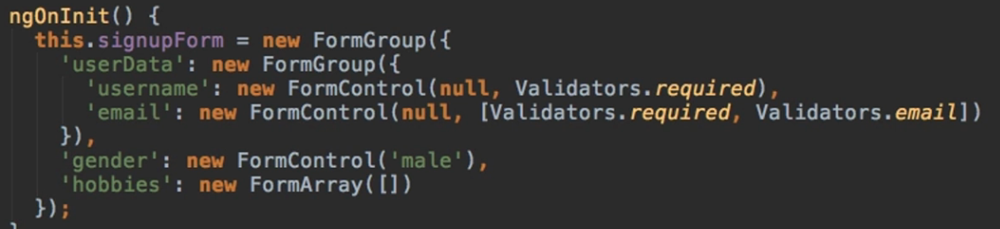 ngOnInit() {
this.signupForm = new FormGroup({
'userData': new FormGroup({
'username': new FormControl(null, Validators.required),
'email': new FormControl(null, [Validators.required, Validators.email])
}),
'gender': new FormControl('male'),
'hobbies': new FormArray([])
});
}